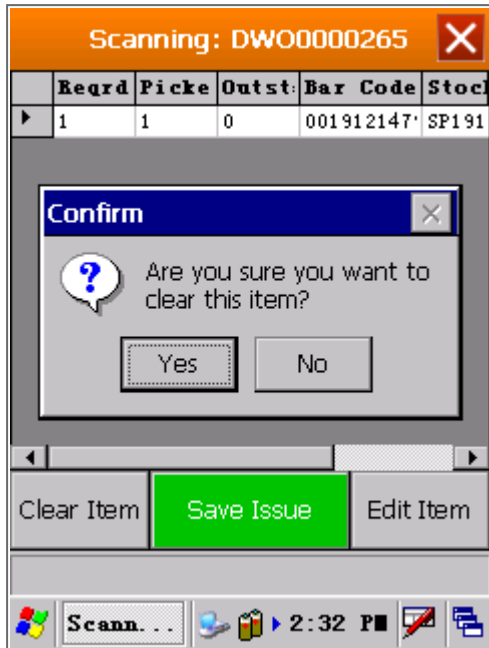 Scanning: DWO0000265
Reqrd Picke Outst Bar Code Stock
1 1 0 001912147 SP191
Confirm
Are you sure you want to
clear this item?
Yes No
Clear Item Save Issue Edit Item
Scann... 2:32 PM